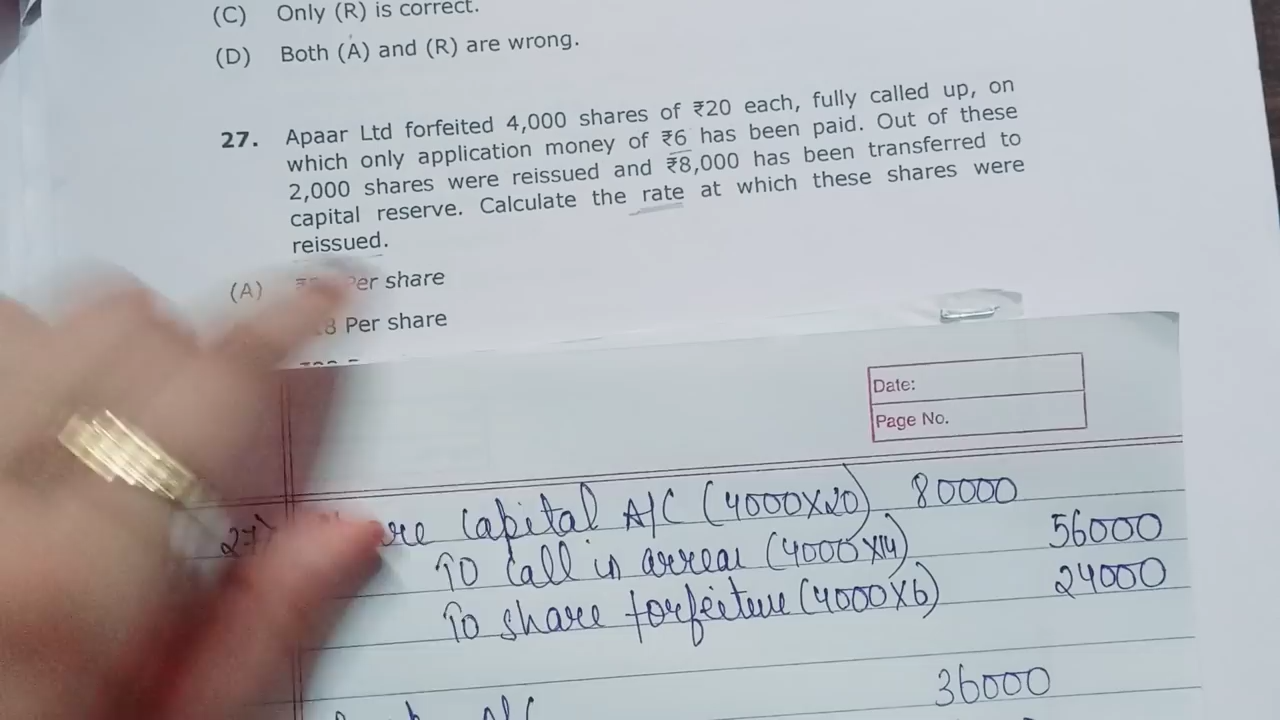 (C) Only (R) is correct.
(D) Both (A) and (R) are wrong.
27. Apaar Ltd forfeited 4,000 shares of ₹20 each, fully called up, on
which only application money of ₹6 has been paid. Out of these
2,000 shares were reissued and ₹8,000 has been transferred to
capital reserve. Calculate the rate at which these shares were
reissued.
(A) Per share
8 Per share
Date:
Page No.
27) Capital A/C (4000X20) 80000
To Call in arrear (4000X14) 56000
To share forfeiture (4000X6) 24000
A/C 36000